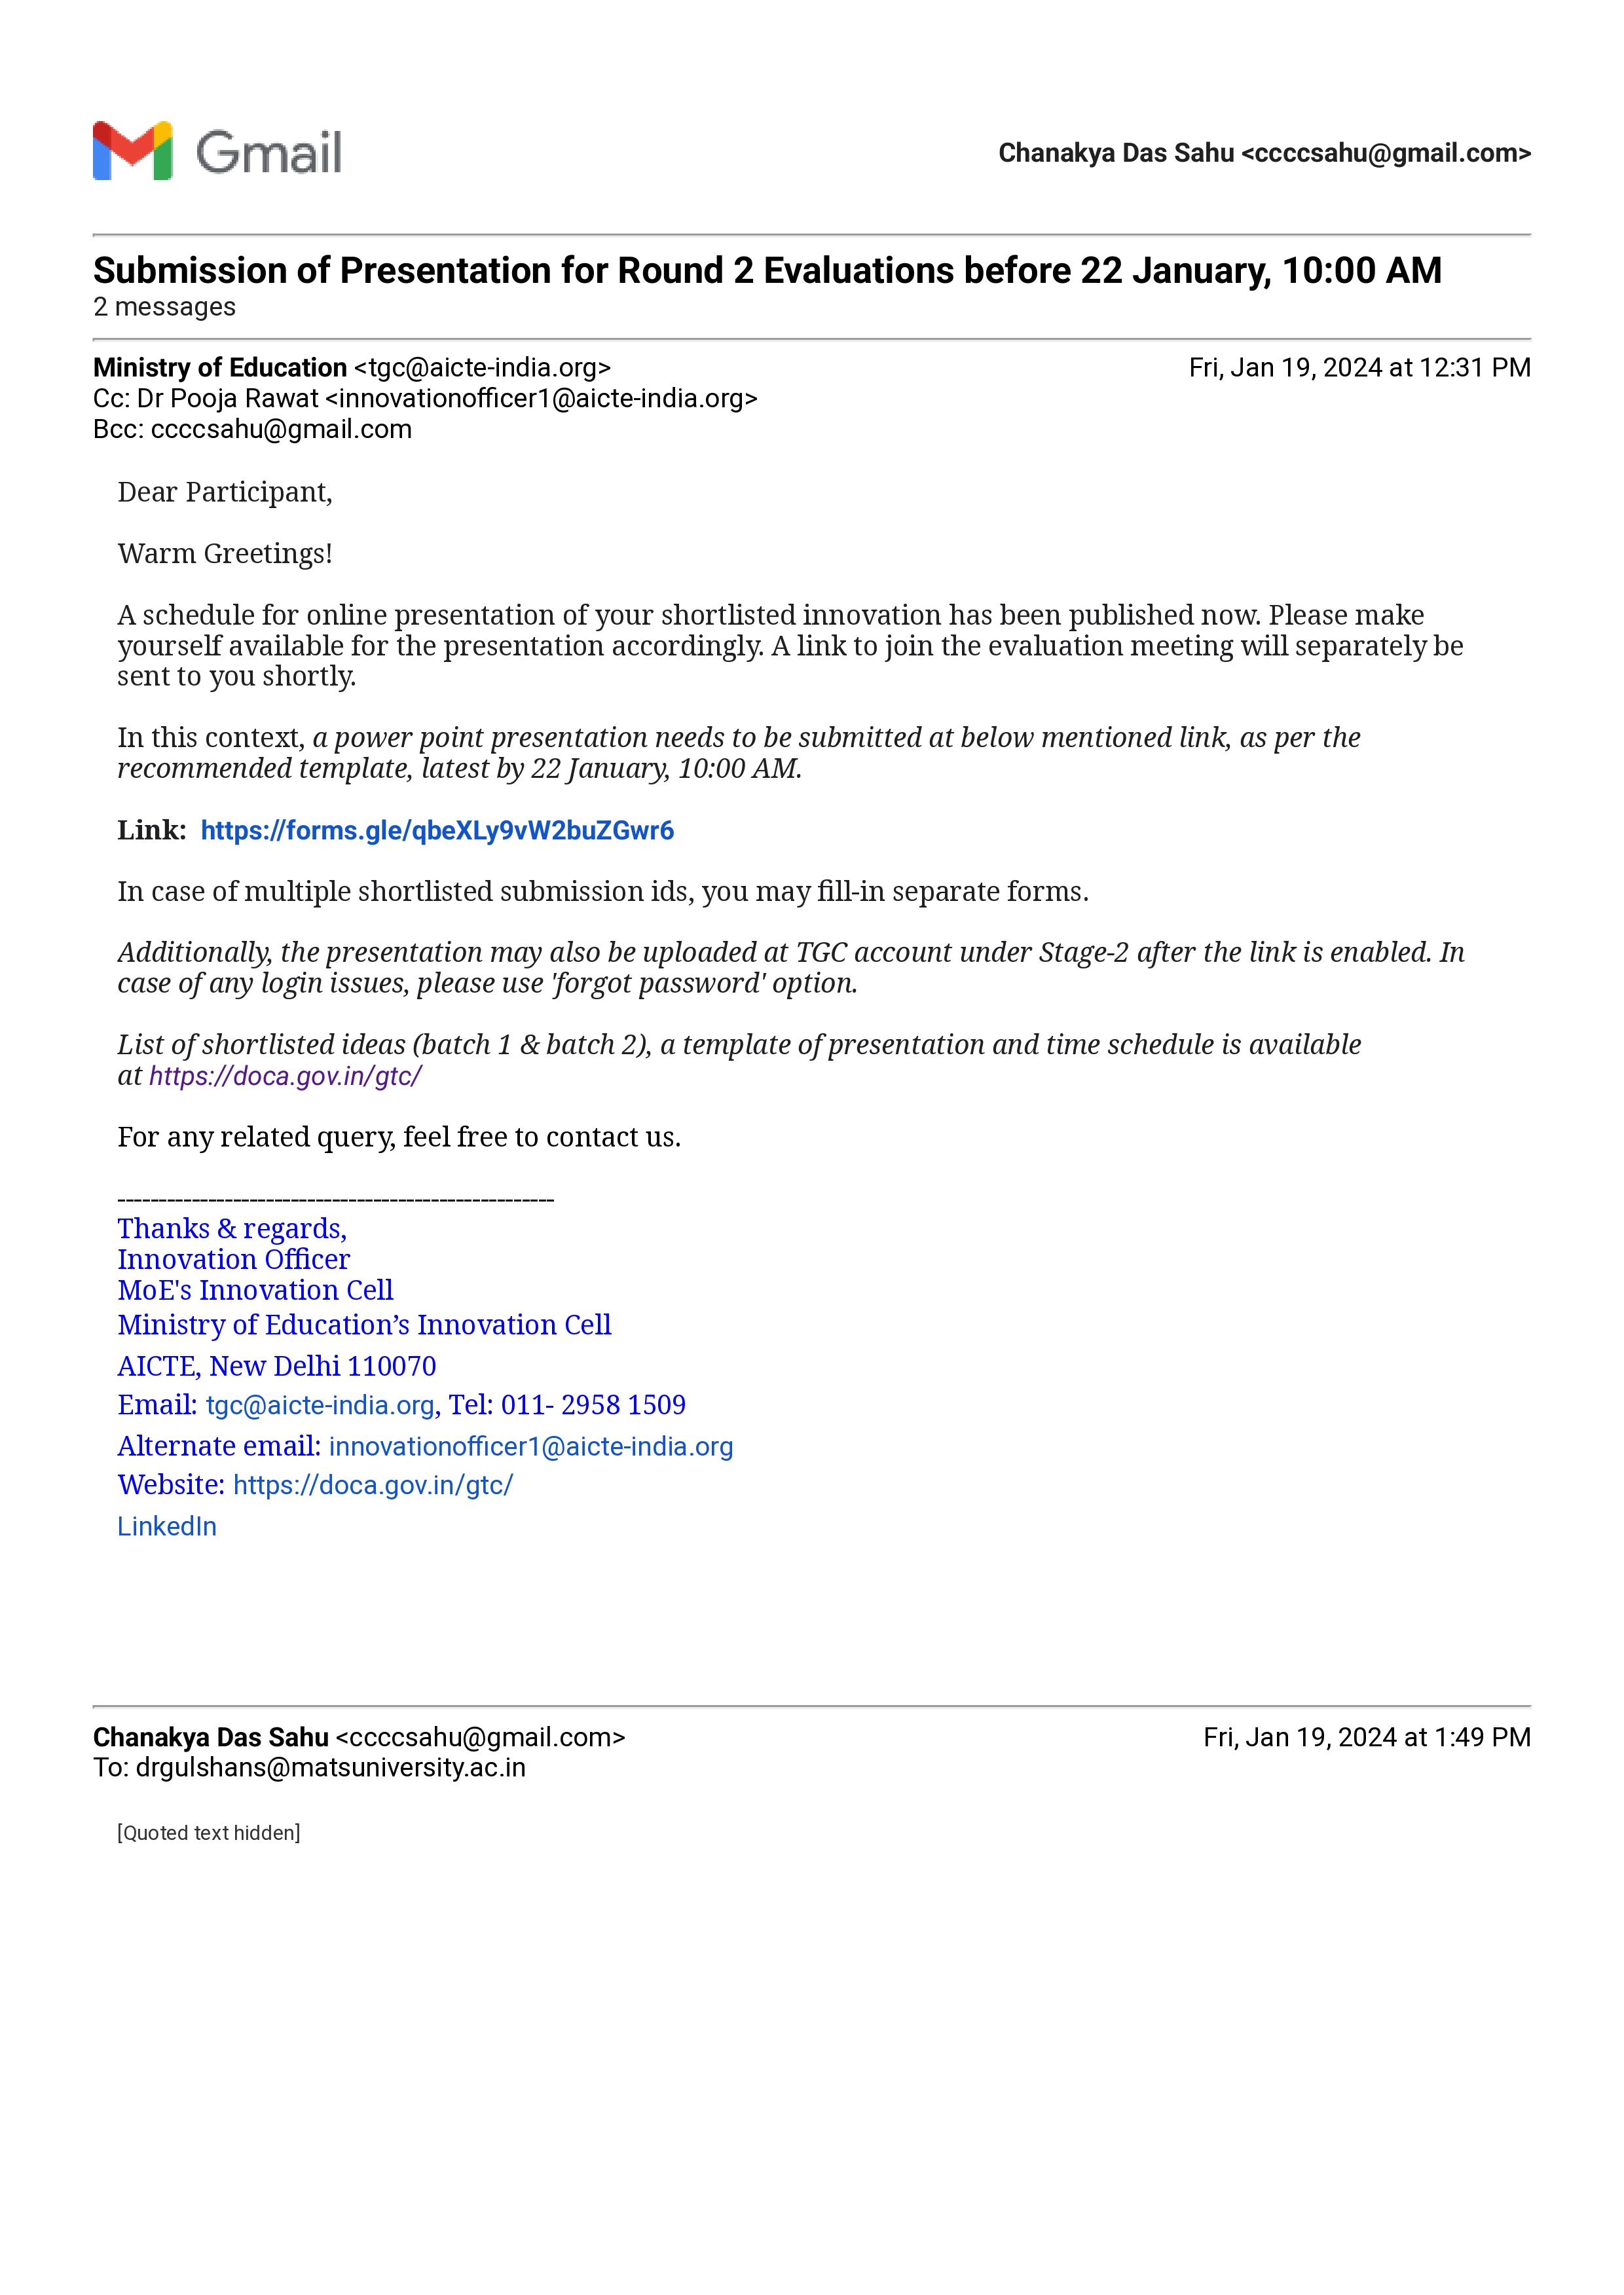 Gmail
Chanakya Das Sahu <ccccsahu@gmail.com>
Submission of Presentation for Round 2 Evaluations before 22 January, 10:00 AM
2 messages
Ministry of Education <tgc@aicte-india.org>
Fri, Jan 19, 2024 at 12:31 PM
Cc: Dr Pooja Rawat <innovationofficer1@aicte-india.org>
Bcc: ccccsahu@gmail.com
Dear Participant,
Warm Greetings!
A schedule for online presentation of your shortlisted innovation has been published now. Please make
yourself available for the presentation accordingly. A link to join the evaluation meeting will separately be
sent to you shortly.
In this context, a power point presentation needs to be submitted at below mentioned link, as per the
recommended template, latest by 22 January, 10:00 AM.
Link: https://forms.gle/qbeXLy9vW2buZGwr6
In case of multiple shortlisted submission ids, you may fill-in separate forms.
Additionally, the presentation may also be uploaded at TGC account under Stage-2 after the link is enabled. In
case of any login issues, please use 'forgot password' option.
List of shortlisted ideas (batch 1 & batch 2), a template of presentation and time schedule is available
at https://doca.gov.in/gtc/
For any related query, feel free to contact us.
-----------------------------------------------------
Thanks & regards,
Innovation Officer
MoE's Innovation Cell
Ministry of Education’s Innovation Cell
AICTE, New Delhi 110070
Email: tgc@aicte-india.org, Tel: 011- 2958 1509
Alternate email: innovationofficer1@aicte-india.org
Website: https://doca.gov.in/gtc/
LinkedIn
Chanakya Das Sahu <ccccsahu@gmail.com>
Fri, Jan 19, 2024 at 1:49 PM
To: drgulshans@matsuniversity.ac.in
[Quoted text hidden]